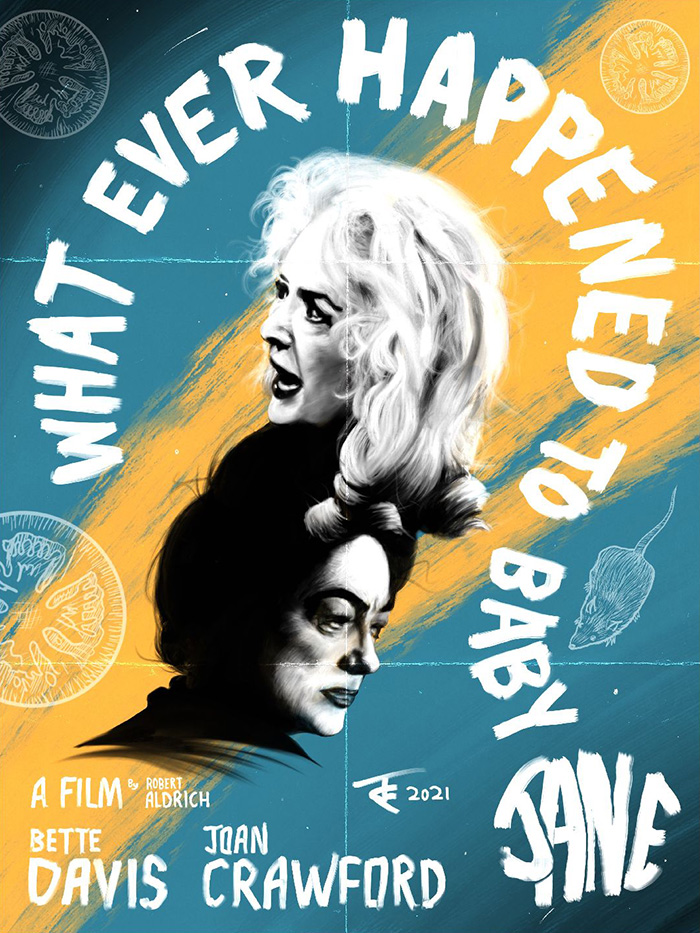 WHAT EVER HAPPENED TO BABY
JANE
A FILM By ROBERT
ALDRICH
2021
BETTE
DAVIS
JOAN
CRAWFORD